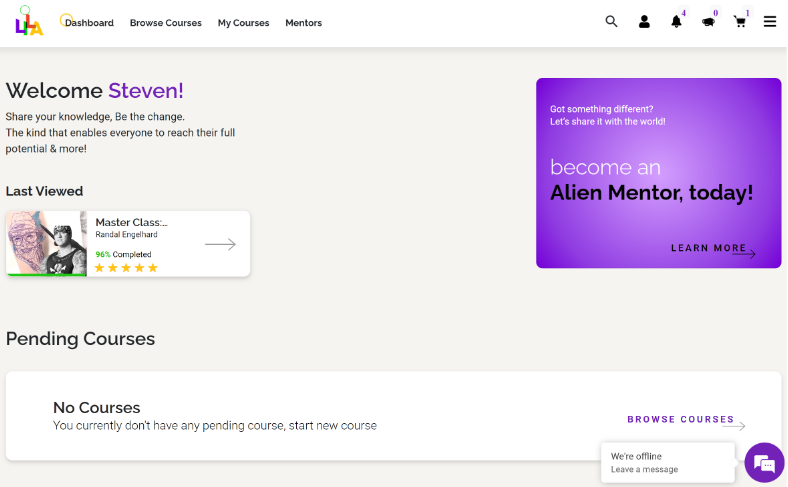 LILA
Dashboard Browse Courses My Courses Mentors
4 0 1
Welcome Steven!
Share your knowledge, Be the change.
The kind that enables everyone to reach their full
potential & more!
Last Viewed
Master Class:...
Randal Engelhard
96% Completed
Got something different?
Let's share it with the world!
become an
Alien Mentor, today!
LEARN MORE
Pending Courses
No Courses
You currently don't have any pending course, start new course
BROWSE COURSES
We're offline
Leave a message